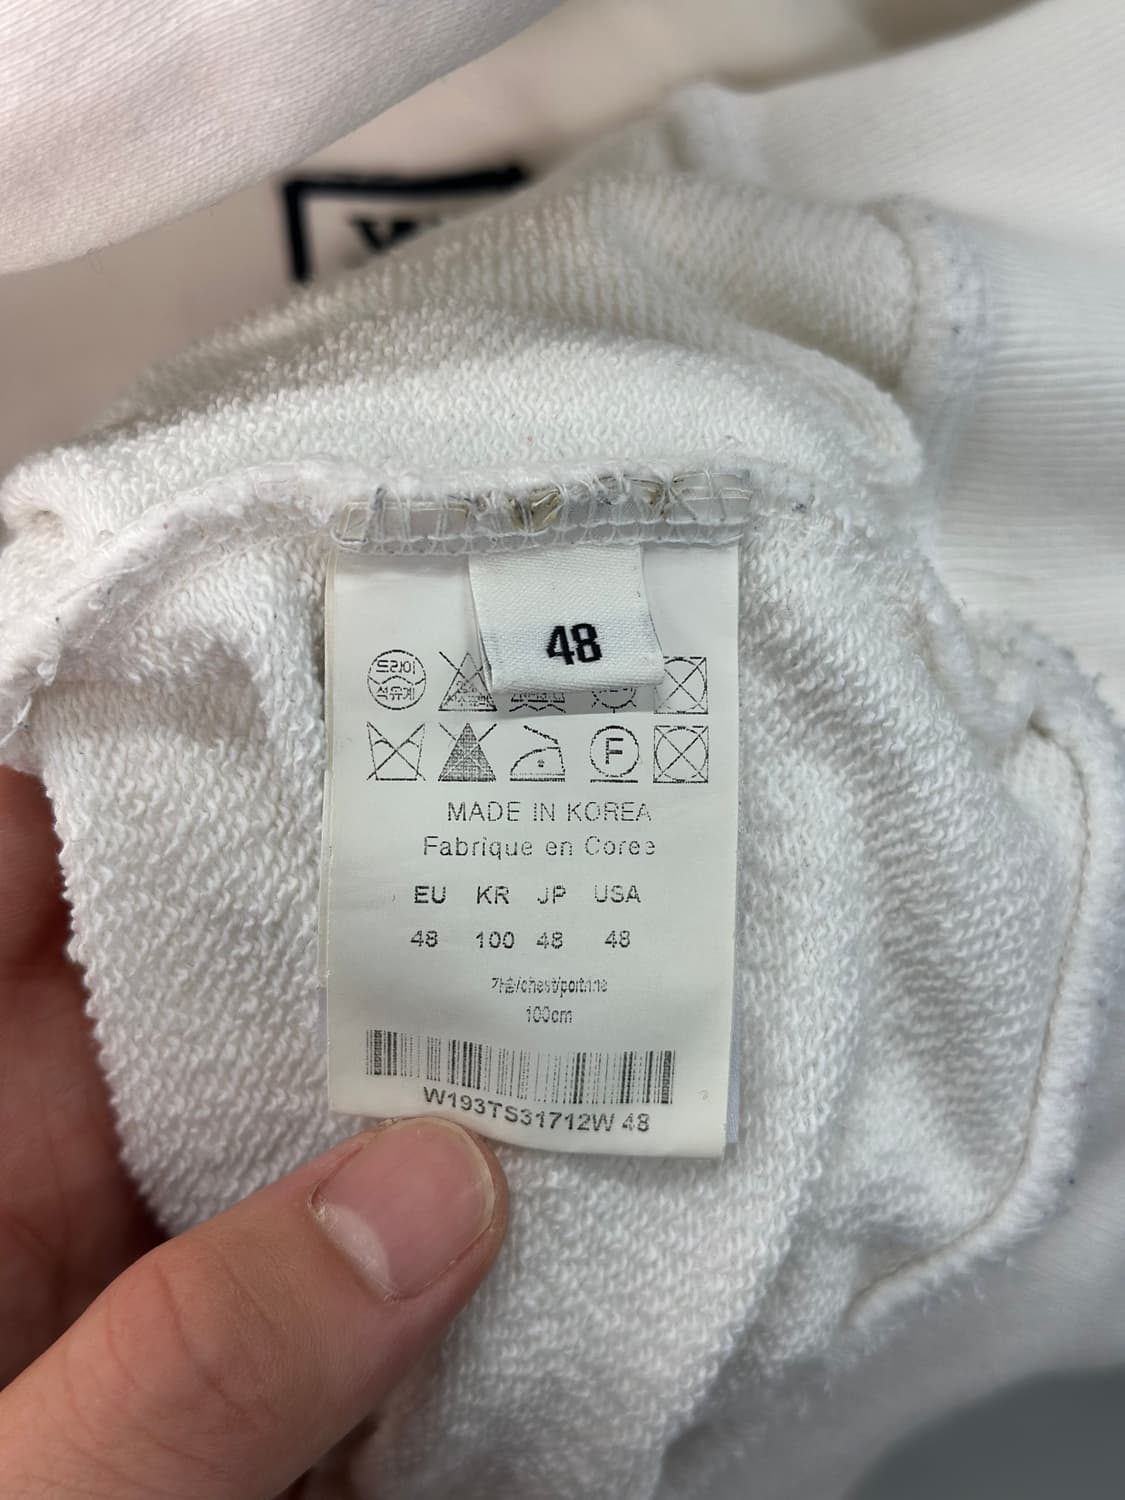 48
드라이
석유계
F
MADE IN KOREA
Fabrique en Coree
EU KR JP USA
48 100 48 48
가슴/chest/poitrine
100cm
W193TS31712W 48